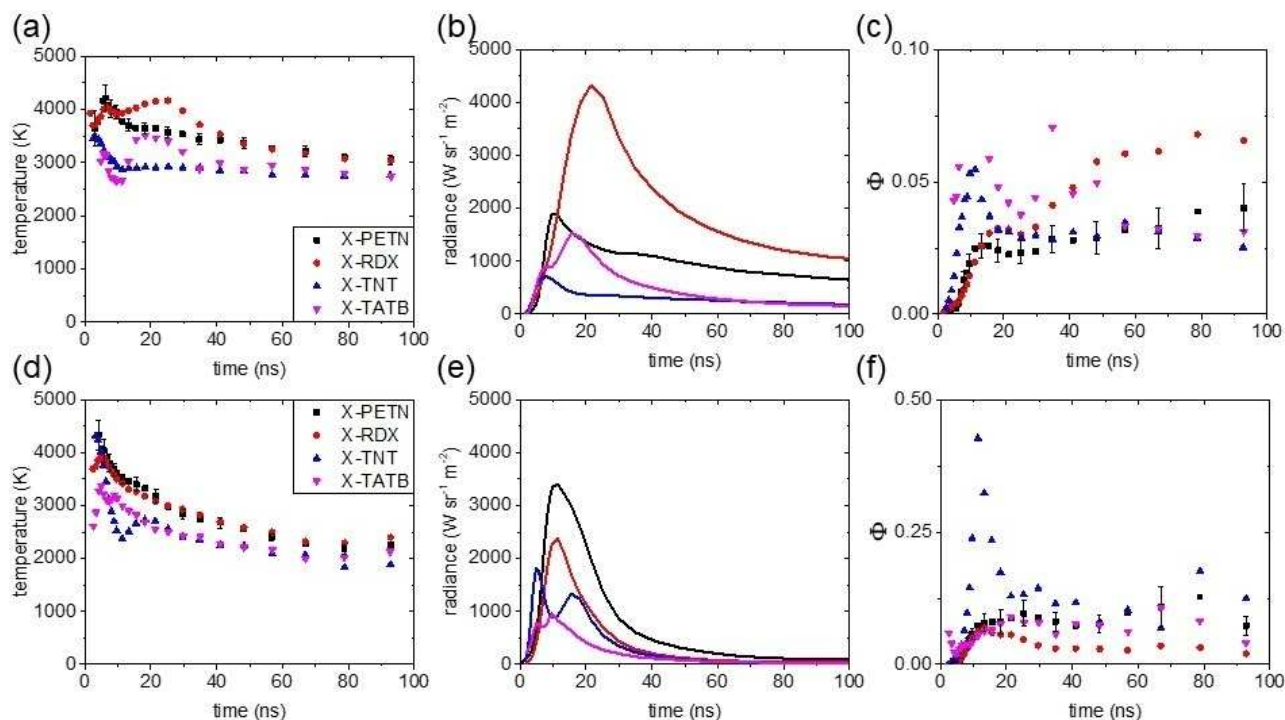 (a)
(b)
(c)
5000
4000
3000
2000
1000
0
temperature (K)
X-PETN
X-RDX
X-TNT
X-TATB
0 20 40 60 80 100
time (ns)
5000
4000
3000
2000
1000
0
radiance (W sr⁻¹ m⁻²)
0 20 40 60 80 100
time (ns)
0.10
0.05
0.00
Φ
0 20 40 60 80 100
time (ns)
(d)
(e)
(f)
5000
4000
3000
2000
1000
0
temperature (K)
X-PETN
X-RDX
X-TNT
X-TATB
0 20 40 60 80 100
time (ns)
5000
4000
3000
2000
1000
0
radiance (W sr⁻¹ m⁻²)
0 20 40 60 80 100
time (ns)
0.50
0.25
0.00
Φ
0 20 40 60 80 100
time (ns)